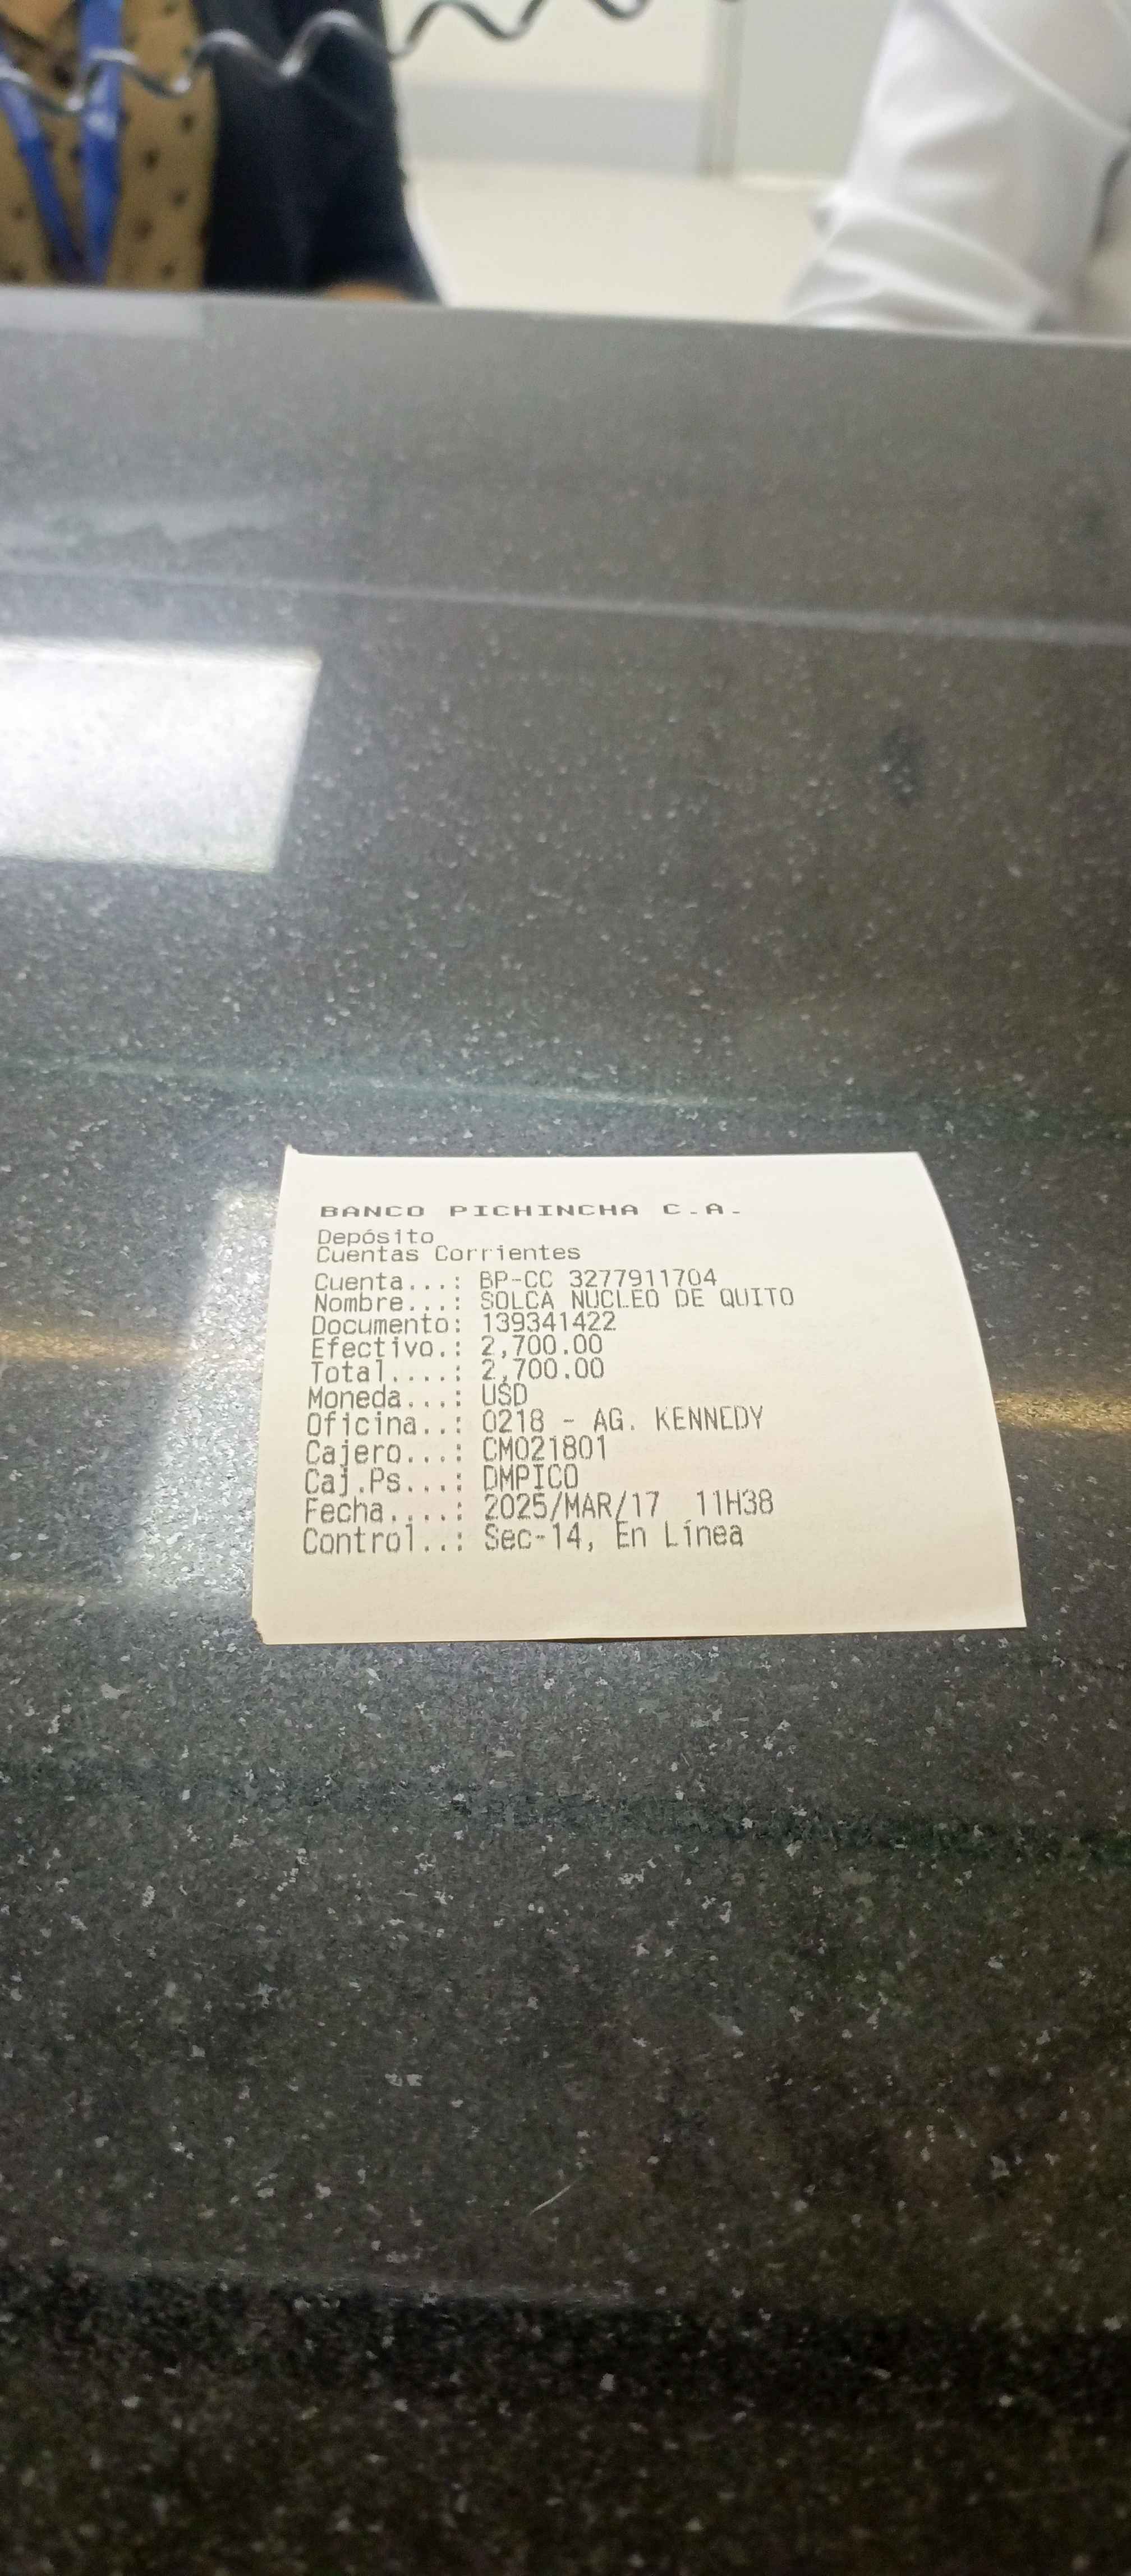 BANCO PICHINCHA C.A.
Depósito
Cuentas Corrientes
Cuenta...: BP-CC 3277911704
Nombre...: SOLCA NUCLEO DE QUITO
Documento: 139341422
Efectivo.: 2,700.00
Total....: 2,700.00
Moneda...: USD
Oficina..: 0218 - AG. KENNEDY
Cajero...: CM021801
Caj.Ps...: DMPICO
Fecha....: 2025/MAR/17 11H38
Control..: Sec-14, En Línea